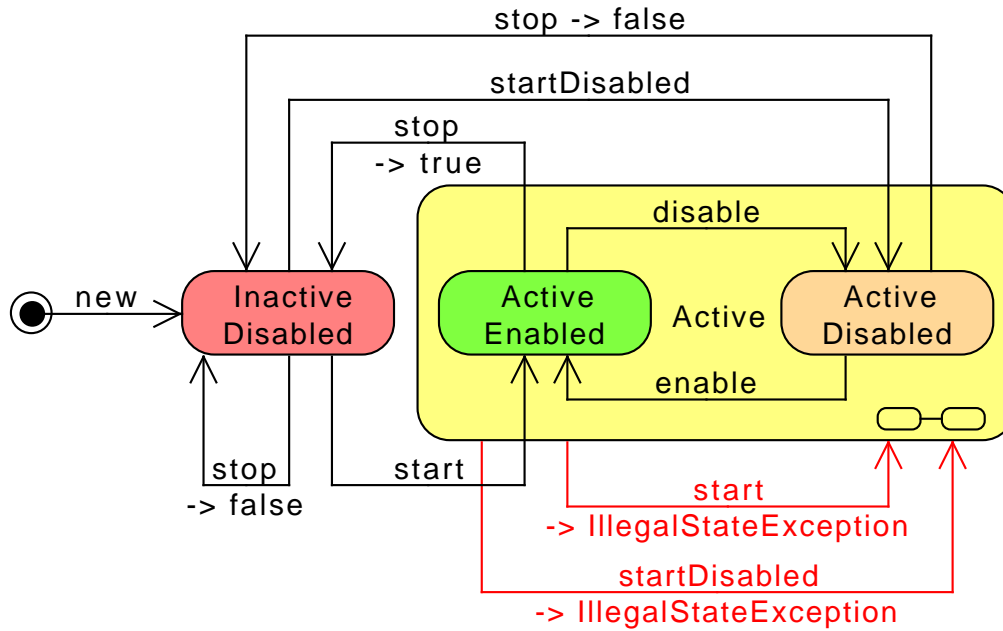 stop -> false
startDisabled
stop
-> true
disable
new
Inactive
Disabled
Active
Enabled
Active
Active
Disabled
enable
stop
-> false
start
start
-> IllegalStateException
startDisabled
-> IllegalStateException